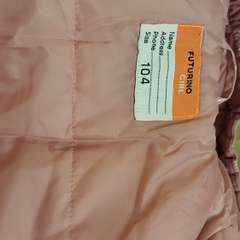 FUTURINO
GIRL
Name
Address
Phone
Size
104